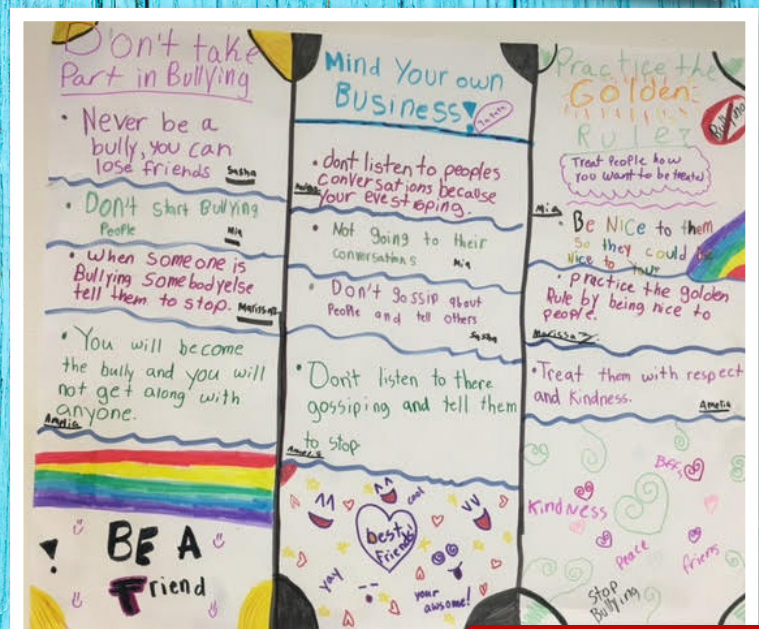 Don't take
Part in Bullying
• Never be a
bully, you can
lose friends Sasha
• Don't start Bullying
People Mia
• When someone is
Bullying Somebodyelse
tell them to stop. Marissa
• You will become
the bully and you will
not get along with
anyone.
Amelia
! BE A
Friend
Mind Your own
BUSINESS!
• dont listen to peoples
conversations because
your evestoping.
• Not going to their
conversations Mia
• Don't gossip about
People and tell others
Sasha
• Don't listen to there
gossiping and tell them
to stop.
Amelia
cool
best
Friends!
yay
your
awsome!
Practice the
Golden
Rule
Bullying
Treat People how
you want to be treated
Mia
• Be Nice to them
So they could be
Nice to
• practice the golden
Rule by being nice to
people.
Marissa
• Treat them with respect
and Kindness.
Amelia
BFF
Kindness
Peace
friens
Stop
Bullying